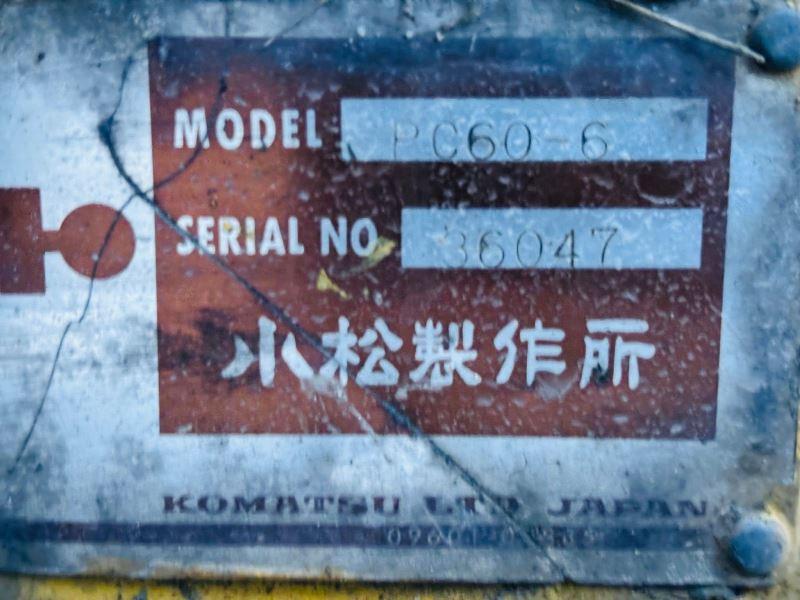 MODEL PC60-6
SERIAL NO 36047
小松製作所
KOMATSU LTD JAPAN